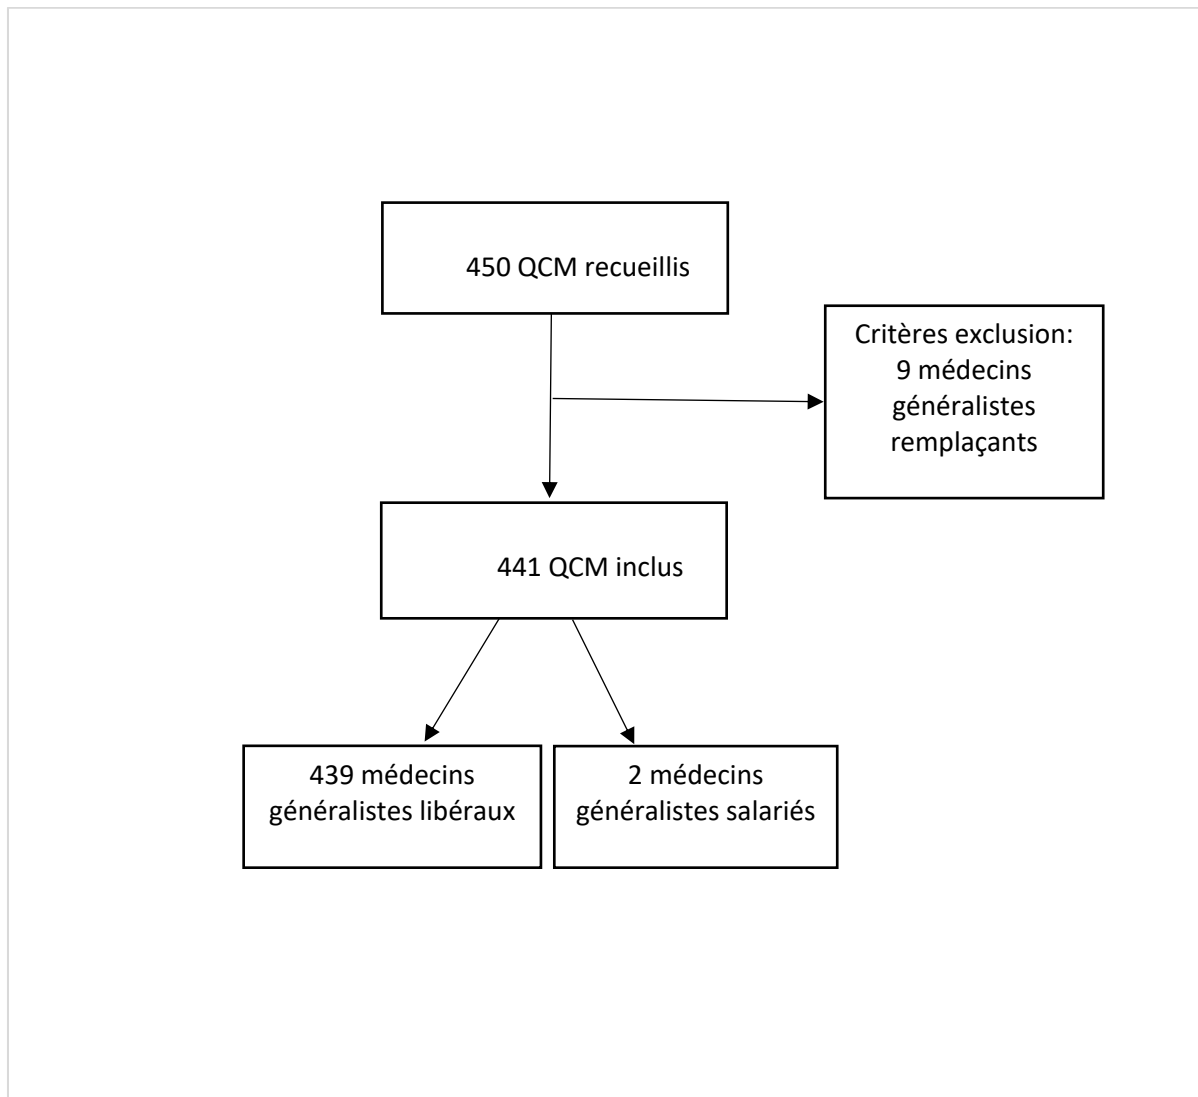 450 QCM recueillis
Critères exclusion:
9 médecins
généralistes
remplaçants
441 QCM inclus
439 médecins
généralistes libéraux
2 médecins
généralistes salariés